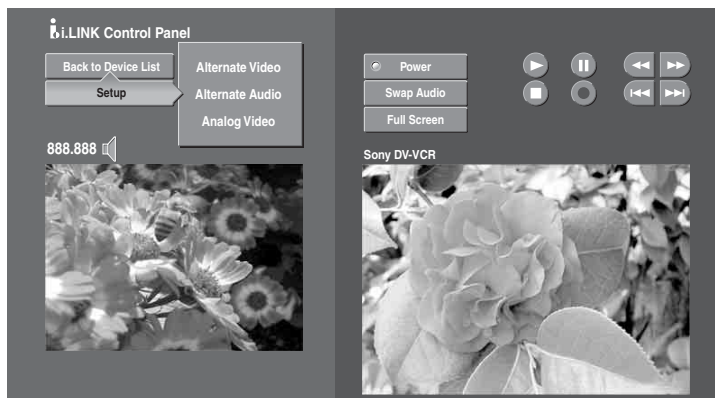 i.LINK Control Panel
Back to Device List
Setup
Alternate Video
Alternate Audio
Analog Video
888.888
Power
Swap Audio
Full Screen
Sony DV-VCR